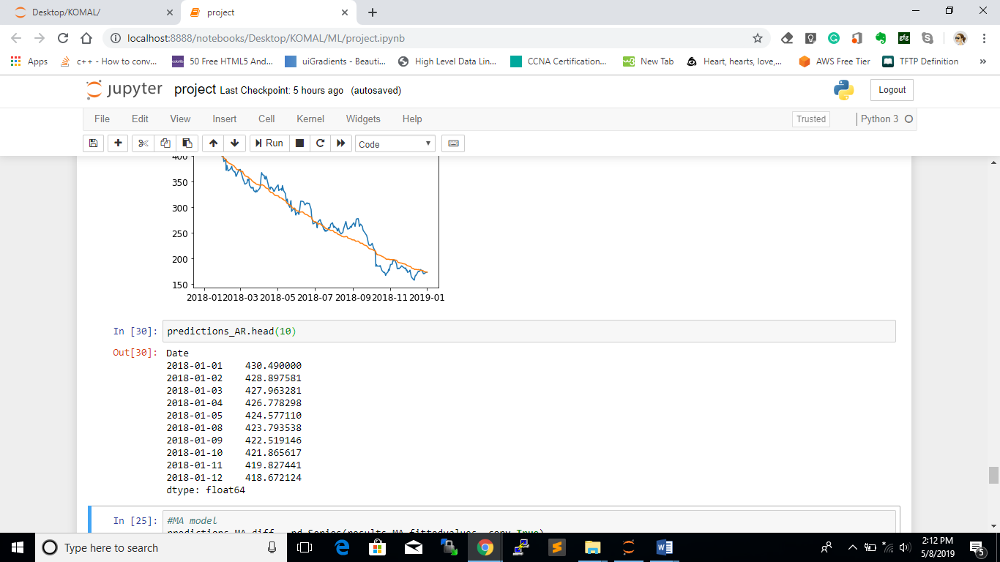 Desktop/KOMAL/
project
localhost:8888/notebooks/Desktop/KOMAL/ML/project.ipynb
Apps
c++ - How to conv...
50 Free HTML5 And...
uiGradients - Beauti...
High Level Data Lin...
CCNA Certification...
New Tab
Heart, hearts, love,...
AWS Free Tier
TFTP Definition
»
jupyter project Last Checkpoint: 5 hours ago (autosaved)
Logout
File Edit View Insert Cell Kernel Widgets Help
Trusted
Python 3
Run
Code
400
350
300
250
200
150
2018-01 2018-03 2018-05 2018-07 2018-09 2018-11 2019-01
In [30]: predictions_AR.head(10)
Out[30]: Date
2018-01-01 430.490000
2018-01-02 428.897581
2018-01-03 427.963281
2018-01-04 426.778298
2018-01-05 424.577110
2018-01-08 423.793538
2018-01-09 422.519146
2018-01-10 421.865617
2018-01-11 419.827441
2018-01-12 418.672124
dtype: float64
In [25]: #MA model
predictions_MA_diff = pd.Series(results_MA.fittedvalues, copy=True)
Type here to search
2:12 PM
5/8/2019
5